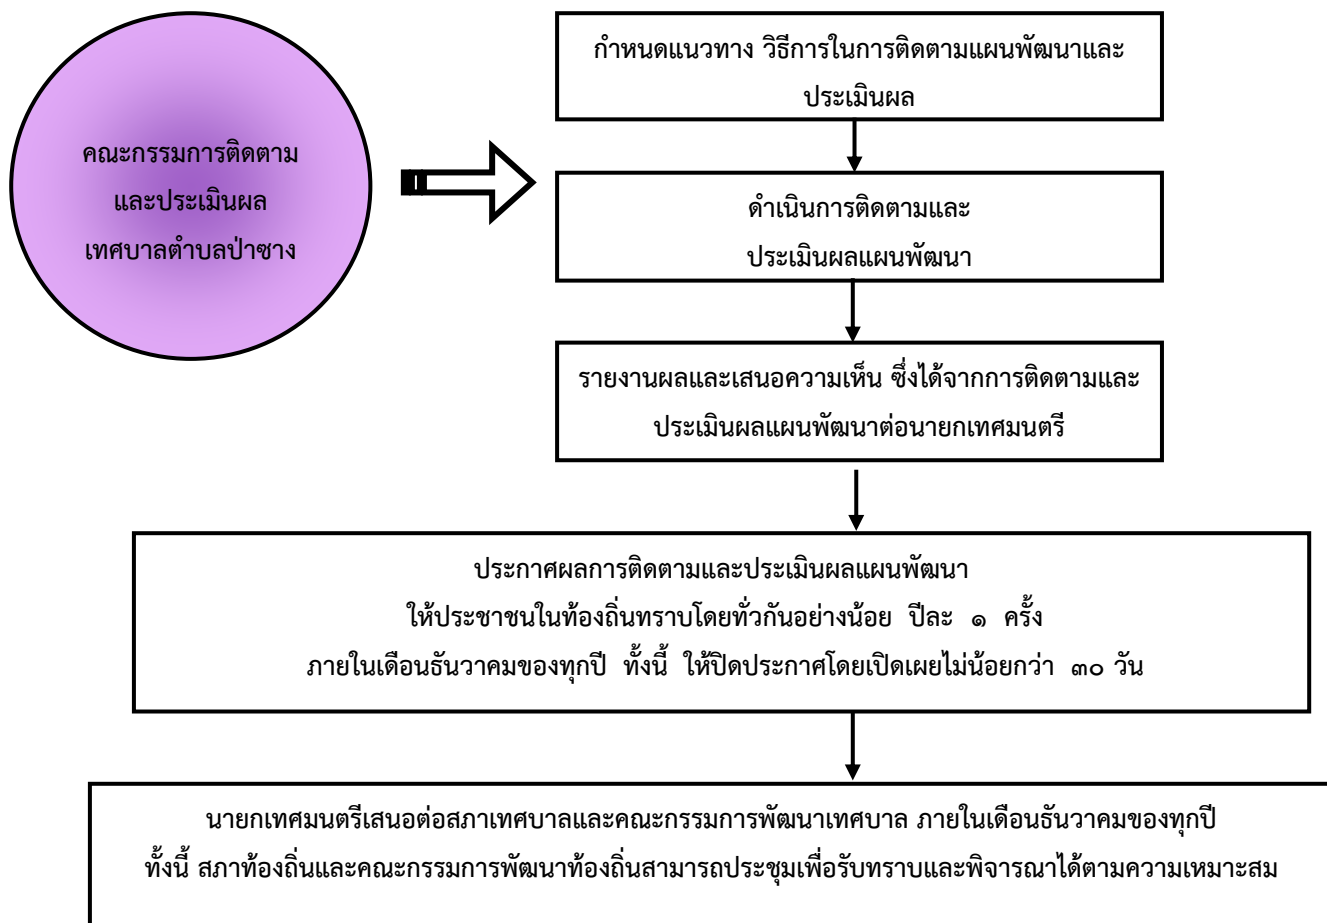 คณะกรรมการติดตาม
และประเมินผล
เทศบาลตำบลป่าซาง
กำหนดแนวทาง วิธีการในการติดตามแผนพัฒนาและ
ประเมินผล
ดำเนินการติดตามและ
ประเมินผลแผนพัฒนา
รายงานผลและเสนอความเห็น ซึ่งได้จากการติดตามและ
ประเมินผลแผนพัฒนาต่อนายกเทศมนตรี
ประกาศผลการติดตามและประเมินผลแผนพัฒนา
ให้ประชาชนในท้องถิ่นทราบโดยทั่วกันอย่างน้อย ปีละ ๑ ครั้ง
ภายในเดือนธันวาคมของทุกปี ทั้งนี้ ให้ปิดประกาศโดยเปิดเผยไม่น้อยกว่า ๓๐ วัน
นายกเทศมนตรีเสนอต่อสภาเทศบาลและคณะกรรมการพัฒนาเทศบาล ภายในเดือนธันวาคมของทุกปี
ทั้งนี้ สภาท้องถิ่นและคณะกรรมการพัฒนาท้องถิ่นสามารถประชุมเพื่อรับทราบและพิจารณาได้ตามความเหมาะสม